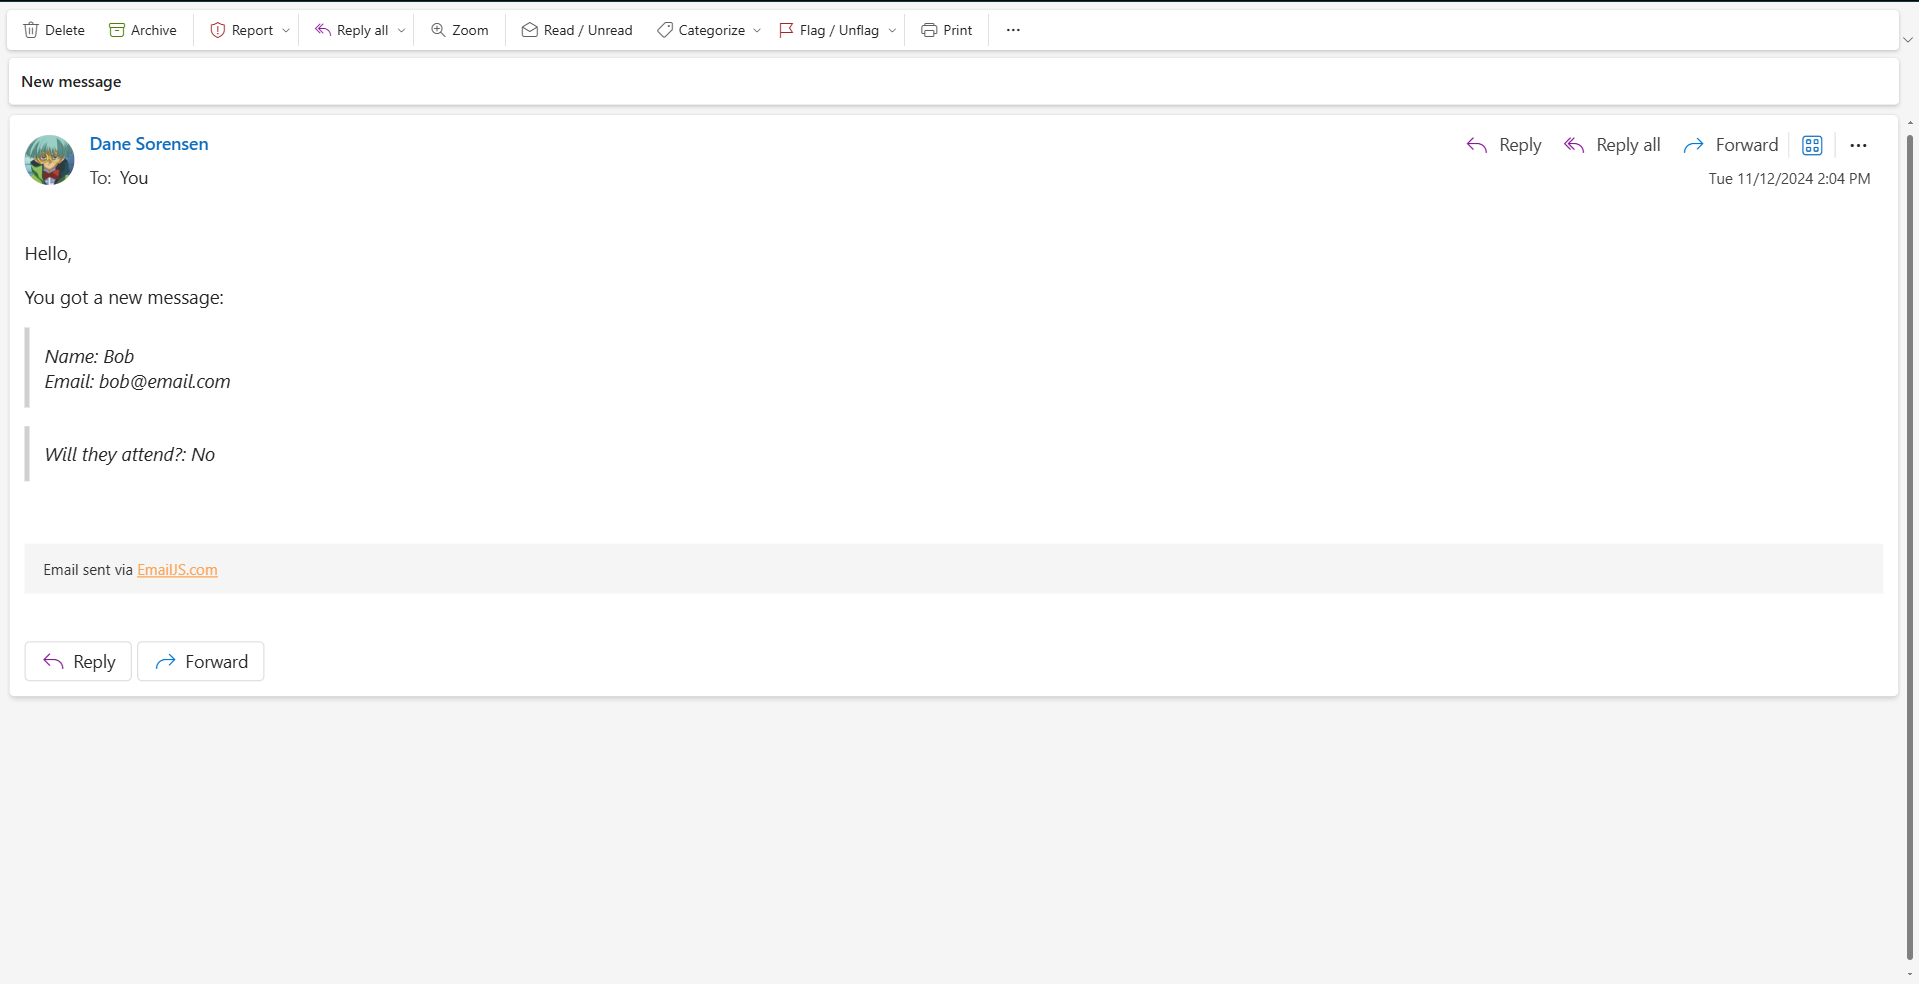 Delete Archive Report Reply all Zoom Read / Unread Categorize Flag / Unflag Print ...
New message
Dane Sorensen Reply Reply all Forward ...
To: You Tue 11/12/2024 2:04 PM
Hello,
You got a new message:
Name: Bob
Email: bob@email.com
Will they attend?: No
Email sent via EmailJS.com
Reply Forward